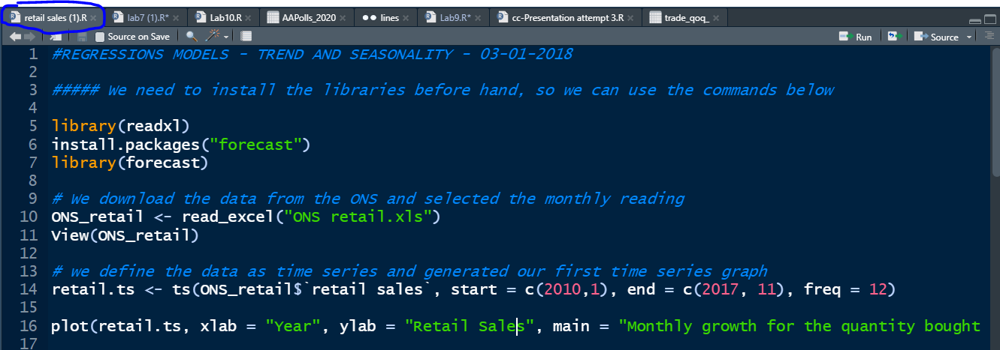 retail sales (1).R lab7 (1).R* Lab10.R AAPolls_2020 lines Lab9.R* cc-Presentation attempt 3.R trade_qoq_
Source on Save Run Source
1 #REGRESSIONS MODELS - TREND AND SEASONALITY - 03-01-2018
2
3 ##### We need to install the libraries before hand, so we can use the commands below
4
5 library(readxl)
6 install.packages("forecast")
7 library(forecast)
8
9 # We download the data from the ONS and selected the monthly reading
10 ONS_retail <- read_excel("ONS retail.xls")
11 View(ONS_retail)
12
13 # we define the data as time series and generated our first time series graph
14 retail.ts <- ts(ONS_retail$`retail sales`, start = c(2010,1), end = c(2017, 11), freq = 12)
15
16 plot(retail.ts, xlab = "Year", ylab = "Retail Sales", main = "Monthly growth for the quantity bought
17